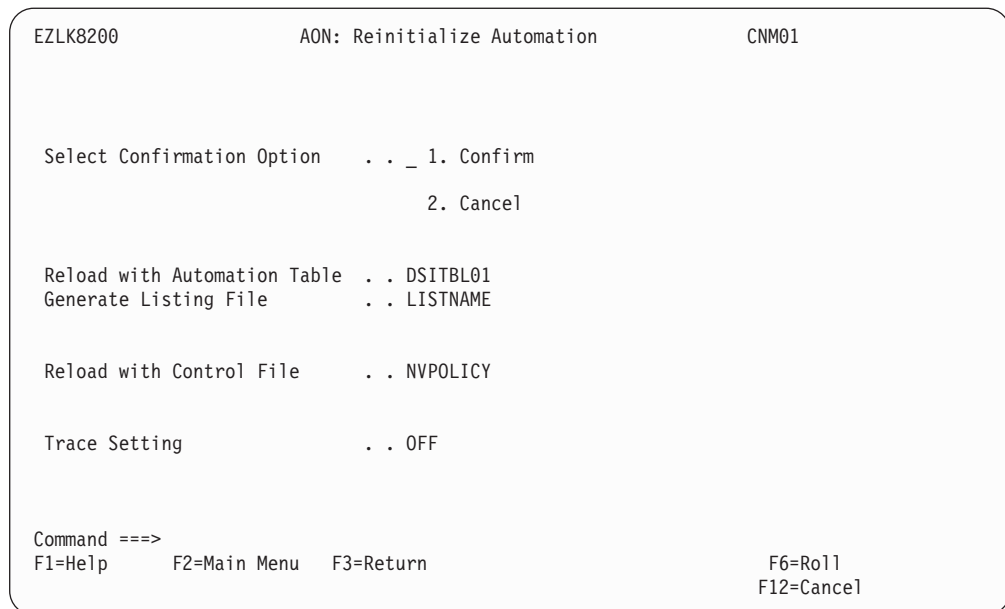 EZLK8200 AON: Reinitialize Automation CNM01
Select Confirmation Option . . _ 1. Confirm
2. Cancel
Reload with Automation Table . . DSITBL01
Generate Listing File . . LISTNAME
Reload with Control File . . NVPOLICY
Trace Setting . . OFF
Command ===>
F1=Help F2=Main Menu F3=Return F6=Roll
F12=Cancel